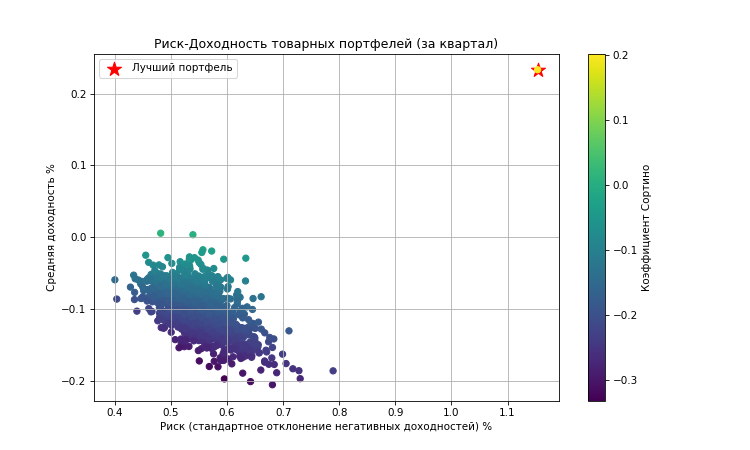 Риск-Доходность товарных портфелей (за квартал)
Лучший портфель
Средняя доходность %
0.2
0.1
0.0
−0.1
−0.2
0.4 0.5 0.6 0.7 0.8 0.9 1.0 1.1
Риск (стандартное отклонение негативных доходностей) %
0.2
0.1
0.0
−0.1
−0.2
−0.3
Коэффициент Сортино